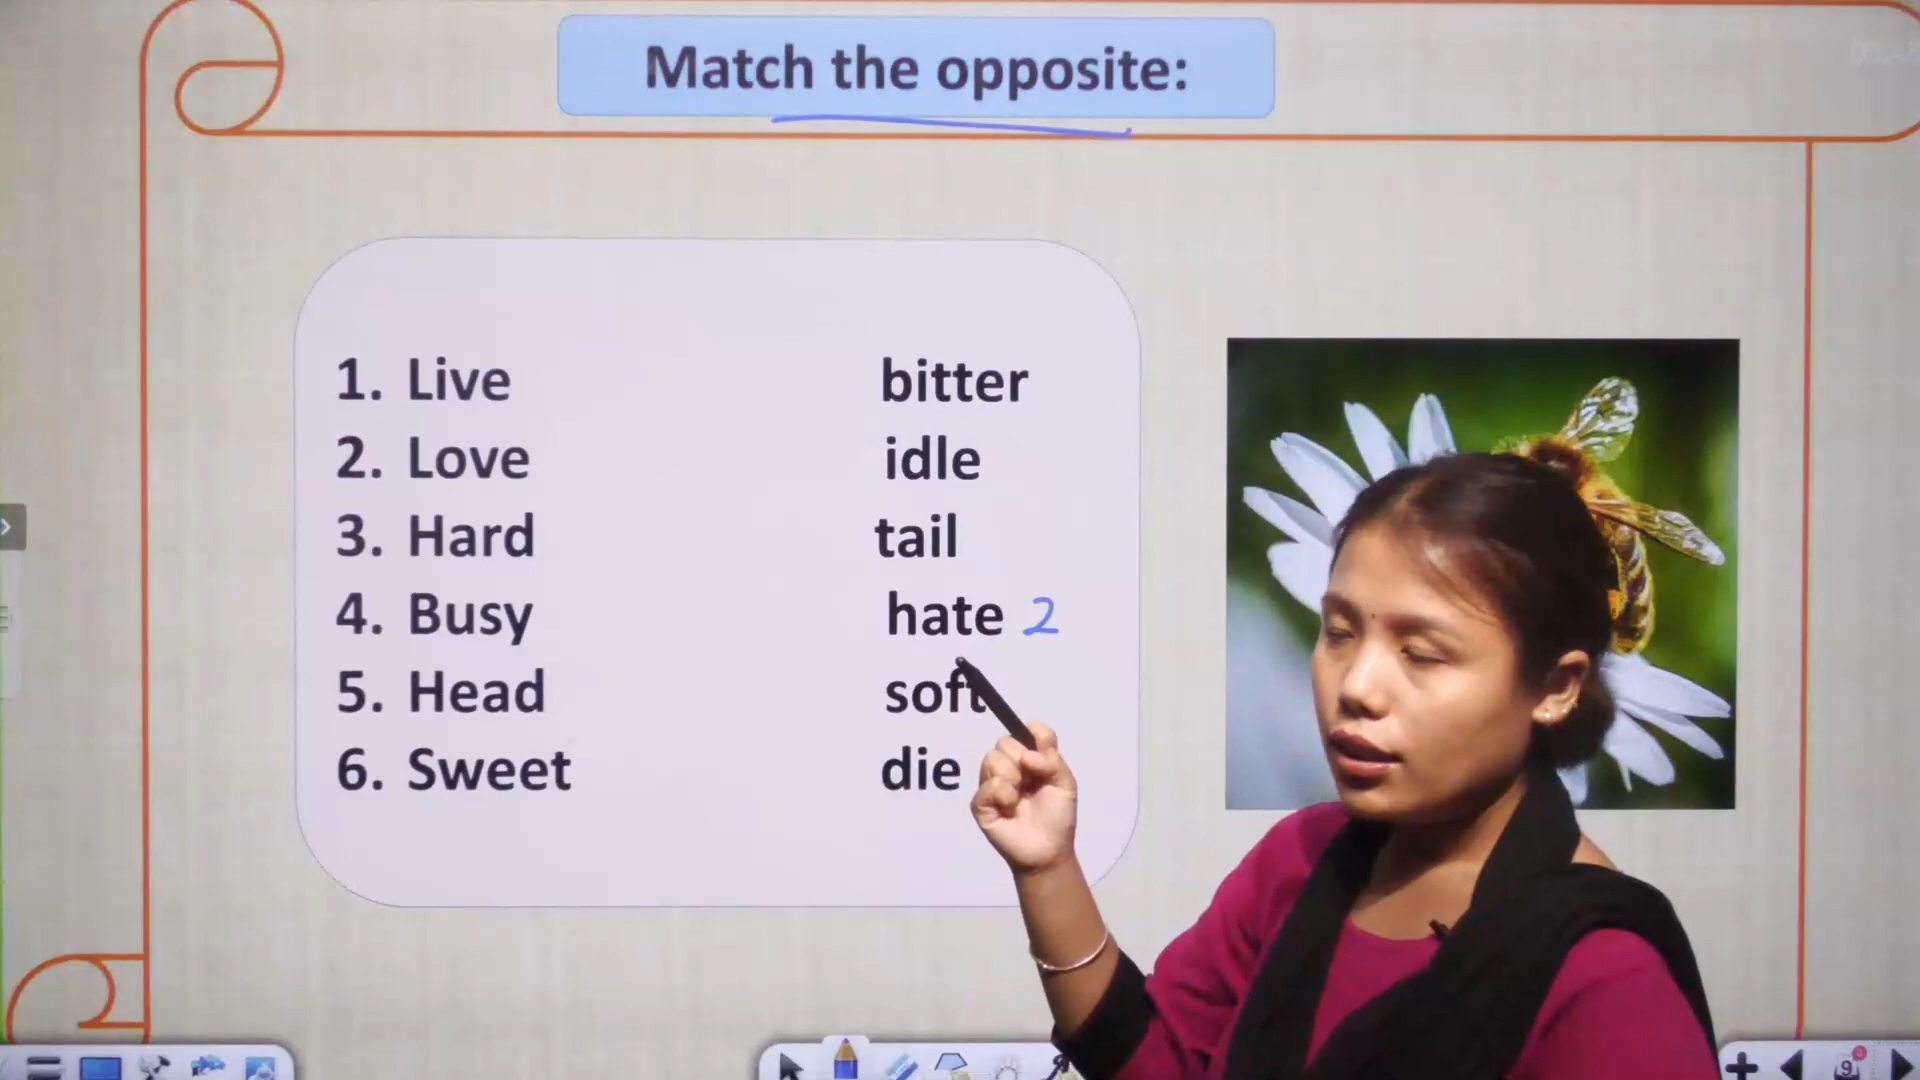 Match the opposite:
1. Live bitter
2. Love idle
3. Hard tail
4. Busy hate 2
5. Head soft
6. Sweet die
9